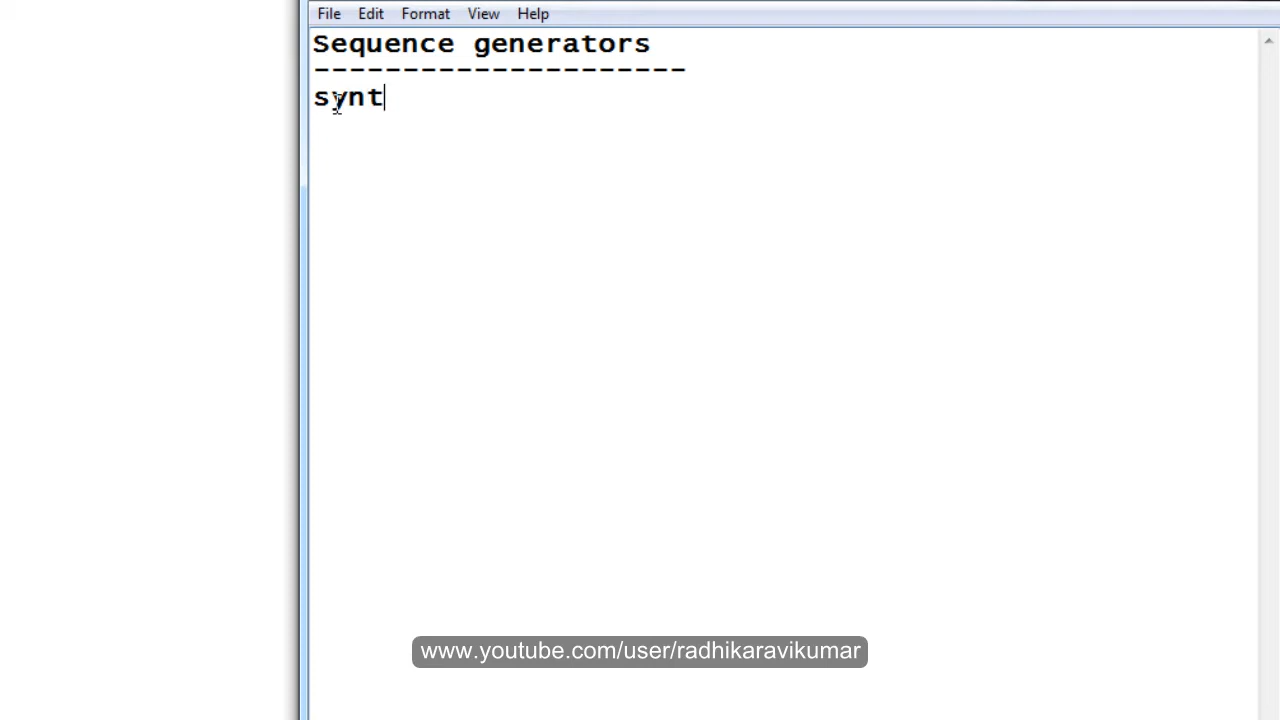 File Edit Format View Help
Sequence generators
---------------------
synt
www.youtube.com/user/radhikaravikumar